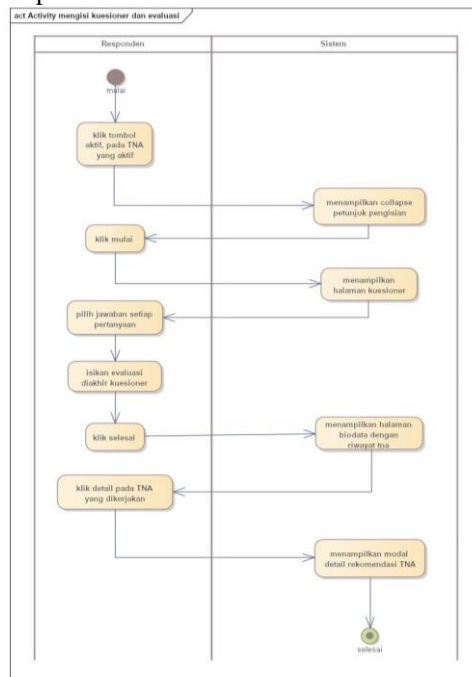 act Activity mengisi kuesioner dan evaluasi
Responden
Sistem
mulai
klik tombol
aktif, pada TNA
yang aktif
menampilkan collapse
petunjuk pengisian
klik mulai
menampilkan
halaman kuesioner
pilih jawaban setiap
pertanyaan
isikan evaluasi
diakhir kuesioner
klik selesai
menampilkan halaman
biodata dengan
riwayat tna
klik detail pada TNA
yang dikerjakan
menampilkan modal
detail rekomendasi TNA
selesai